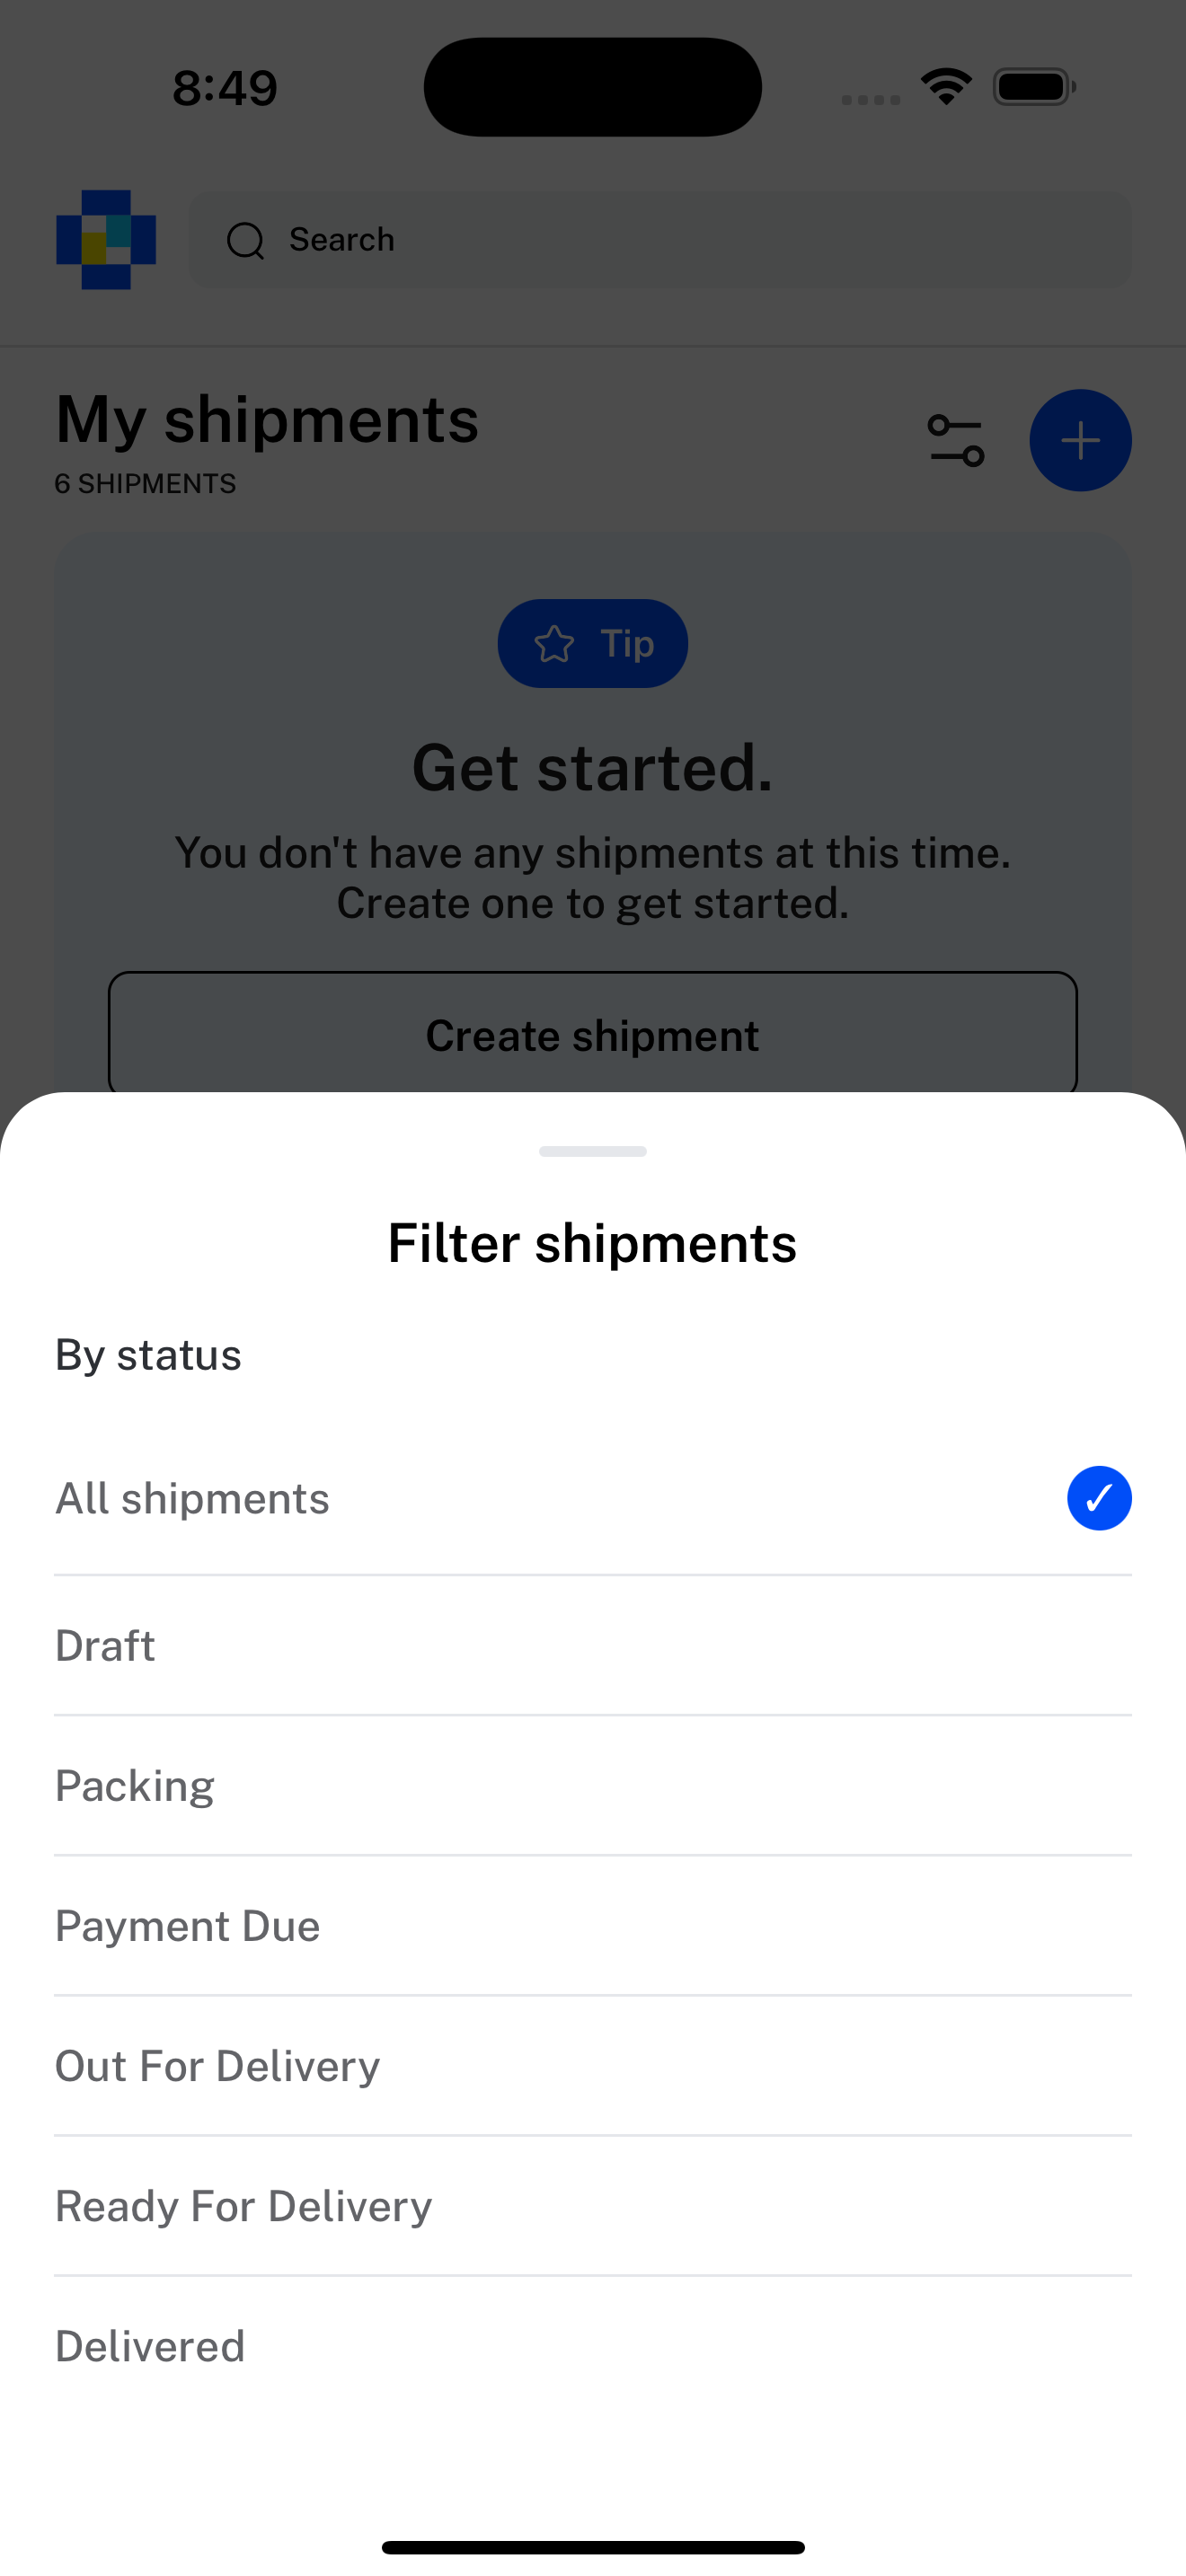 8:49
Search
My shipments
6 SHIPMENTS
Tip
Get started.
You don't have any shipments at this time.
Create one to get started.
Create shipment
Filter shipments
By status
All shipments
Draft
Packing
Payment Due
Out For Delivery
Ready For Delivery
Delivered